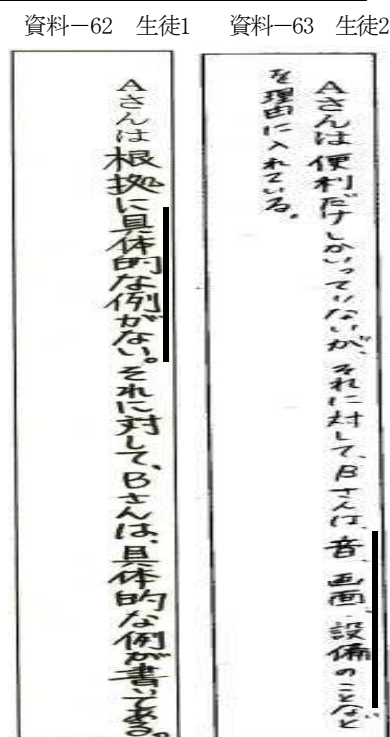 資料－62 生徒1
Aさんは根拠に具体的な例がない。それに対して、Bさんは、具体的な例が書いてある。
資料－63 生徒2
Aさんは便利だけしかいっていないが、それに対して、Bさんは、音、画面、設備のことなど
を理由に入れている。